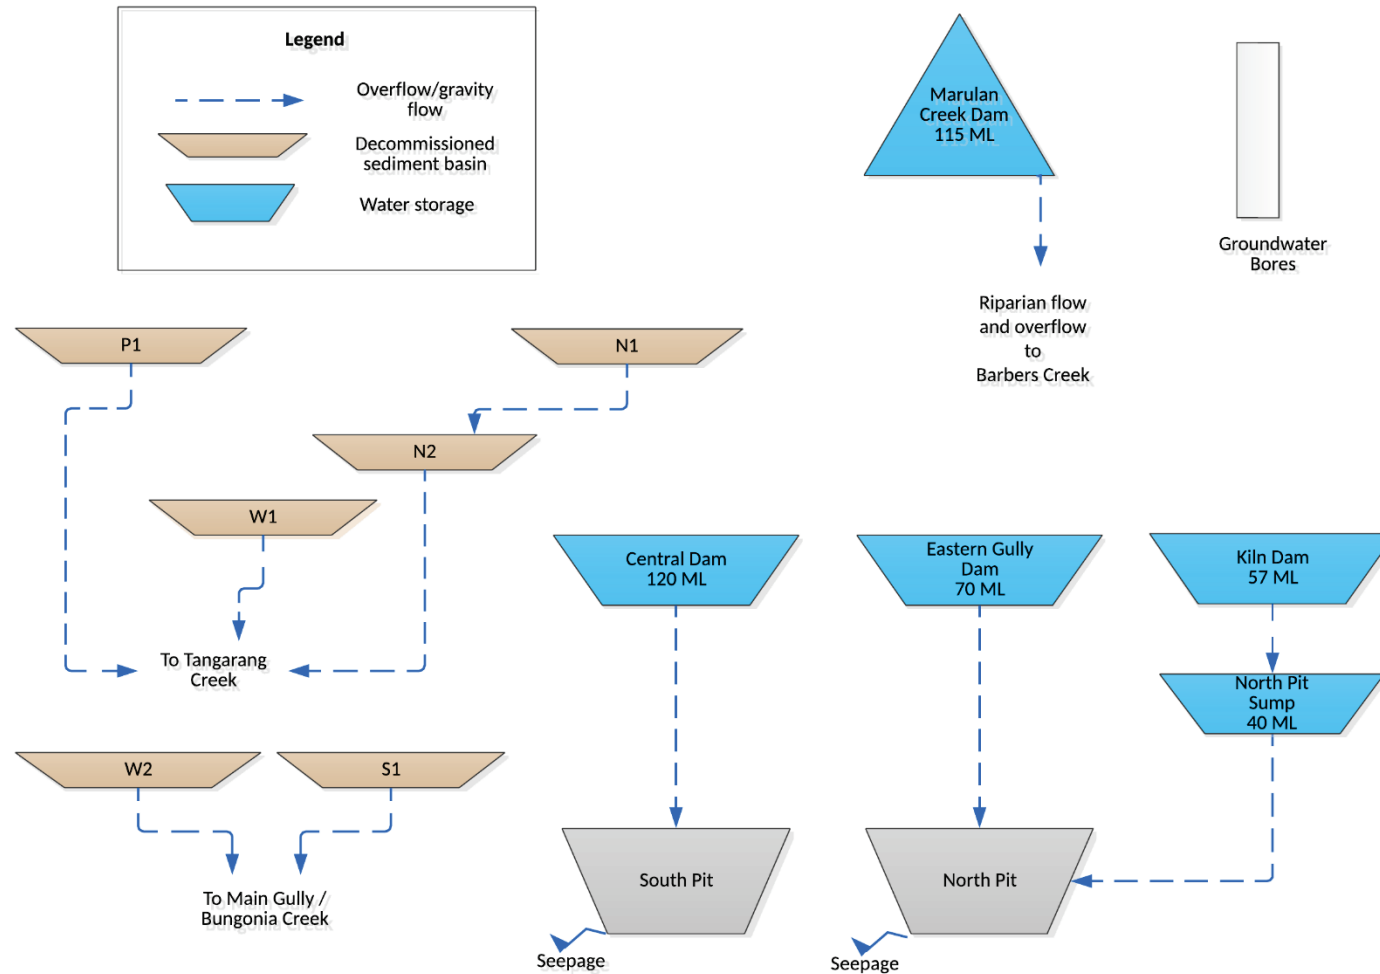 Legend
Overflow/gravity
flow
Decommissioned
sediment basin
Water storage
Marulan
Creek Dam
115 ML
Groundwater
Bores
Riparian flow
and overflow
to
Barbers Creek
P1
N1
N2
W1
To Tangarang
Creek
Central Dam
120 ML
Eastern Gully
Dam
70 ML
Kiln Dam
57 ML
North Pit
Sump
40 ML
W2
S1
To Main Gully /
Bungonia Creek
South Pit
North Pit
Seepage
Seepage